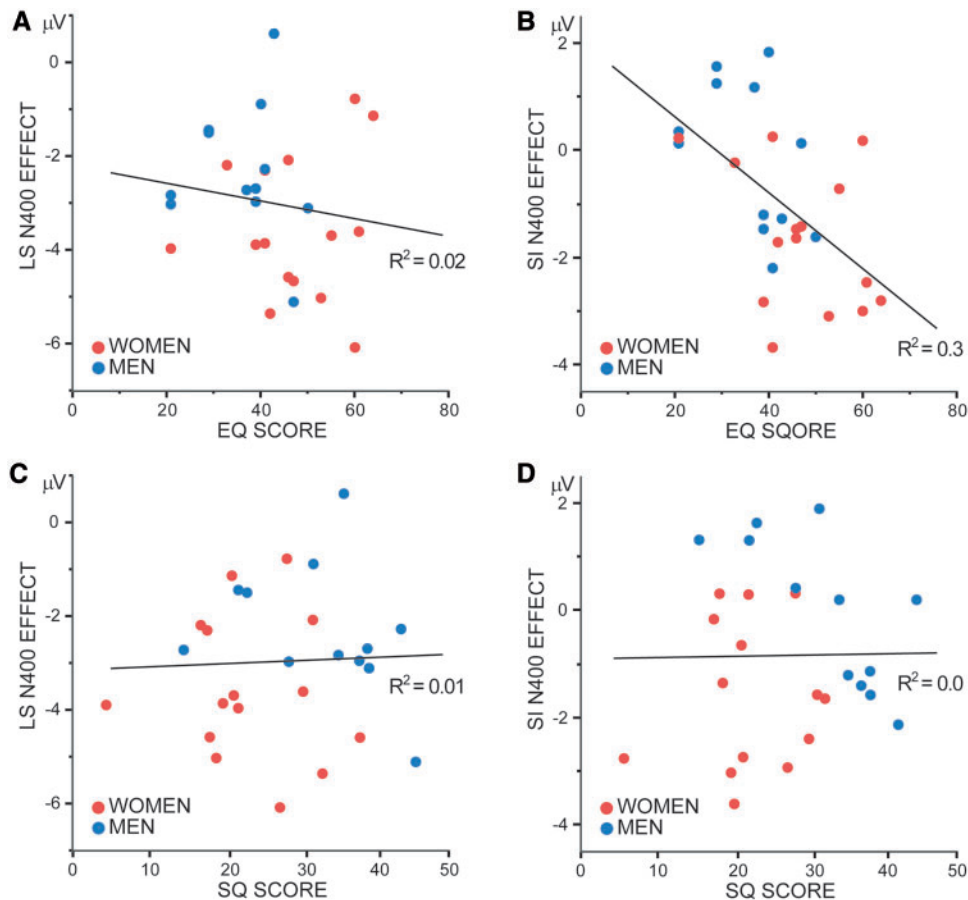 A
μV
0
-2
-4
-6
LS N400 EFFECT
R²=0.02
WOMEN
MEN
0 20 40 60 80
EQ SCORE
B
μV
2
0
-2
-4
SI N400 EFFECT
R²=0.3
WOMEN
MEN
0 20 40 60 80
EQ SQORE
C
μV
0
-2
-4
-6
LS N400 EFFECT
R²=0.01
WOMEN
MEN
0 10 20 30 40 50
SQ SCORE
D
μV
2
0
-2
-4
SI N400 EFFECT
R²=0.0
WOMEN
MEN
0 10 20 30 40 50
SQ SCORE